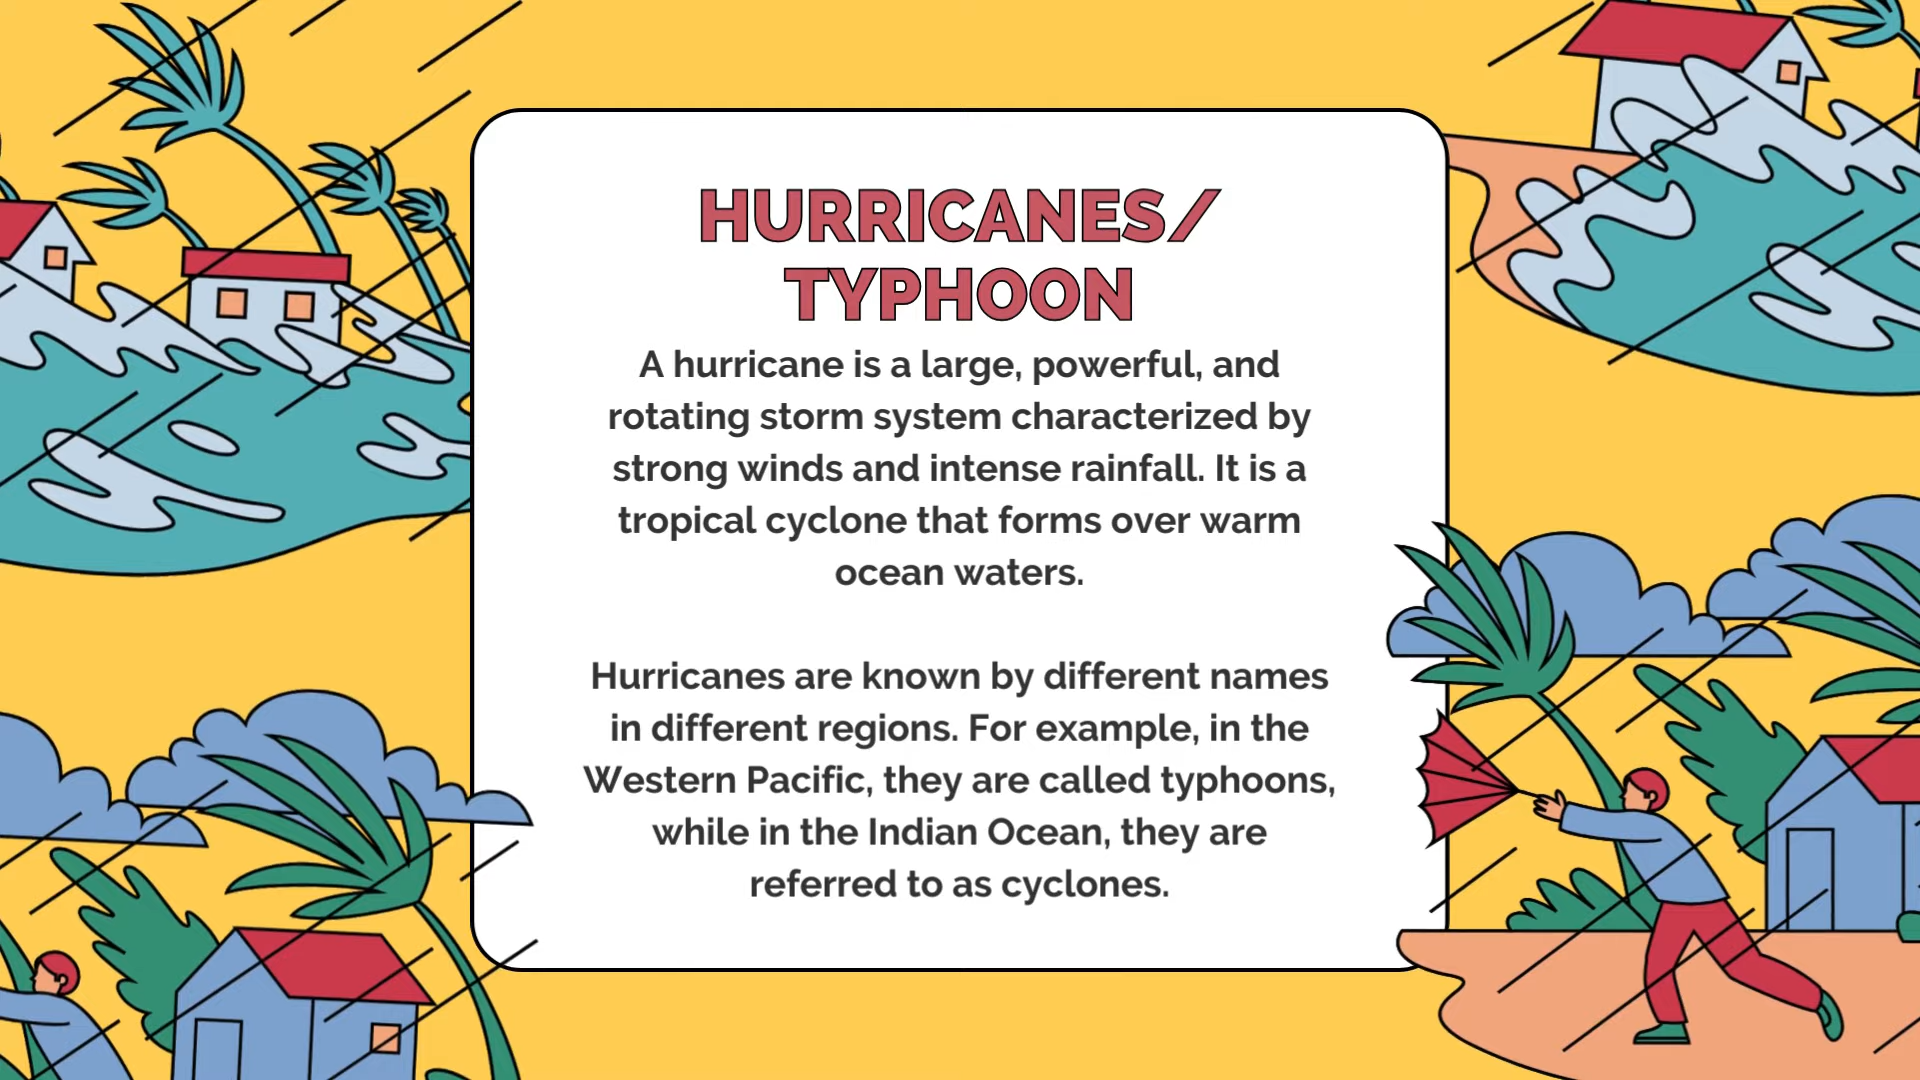 HURRICANES/
TYPHOON
A hurricane is a large, powerful, and
rotating storm system characterized by
strong winds and intense rainfall. It is a
tropical cyclone that forms over warm
ocean waters.
Hurricanes are known by different names
in different regions. For example, in the
Western Pacific, they are called typhoons,
while in the Indian Ocean, they are
referred to as cyclones.